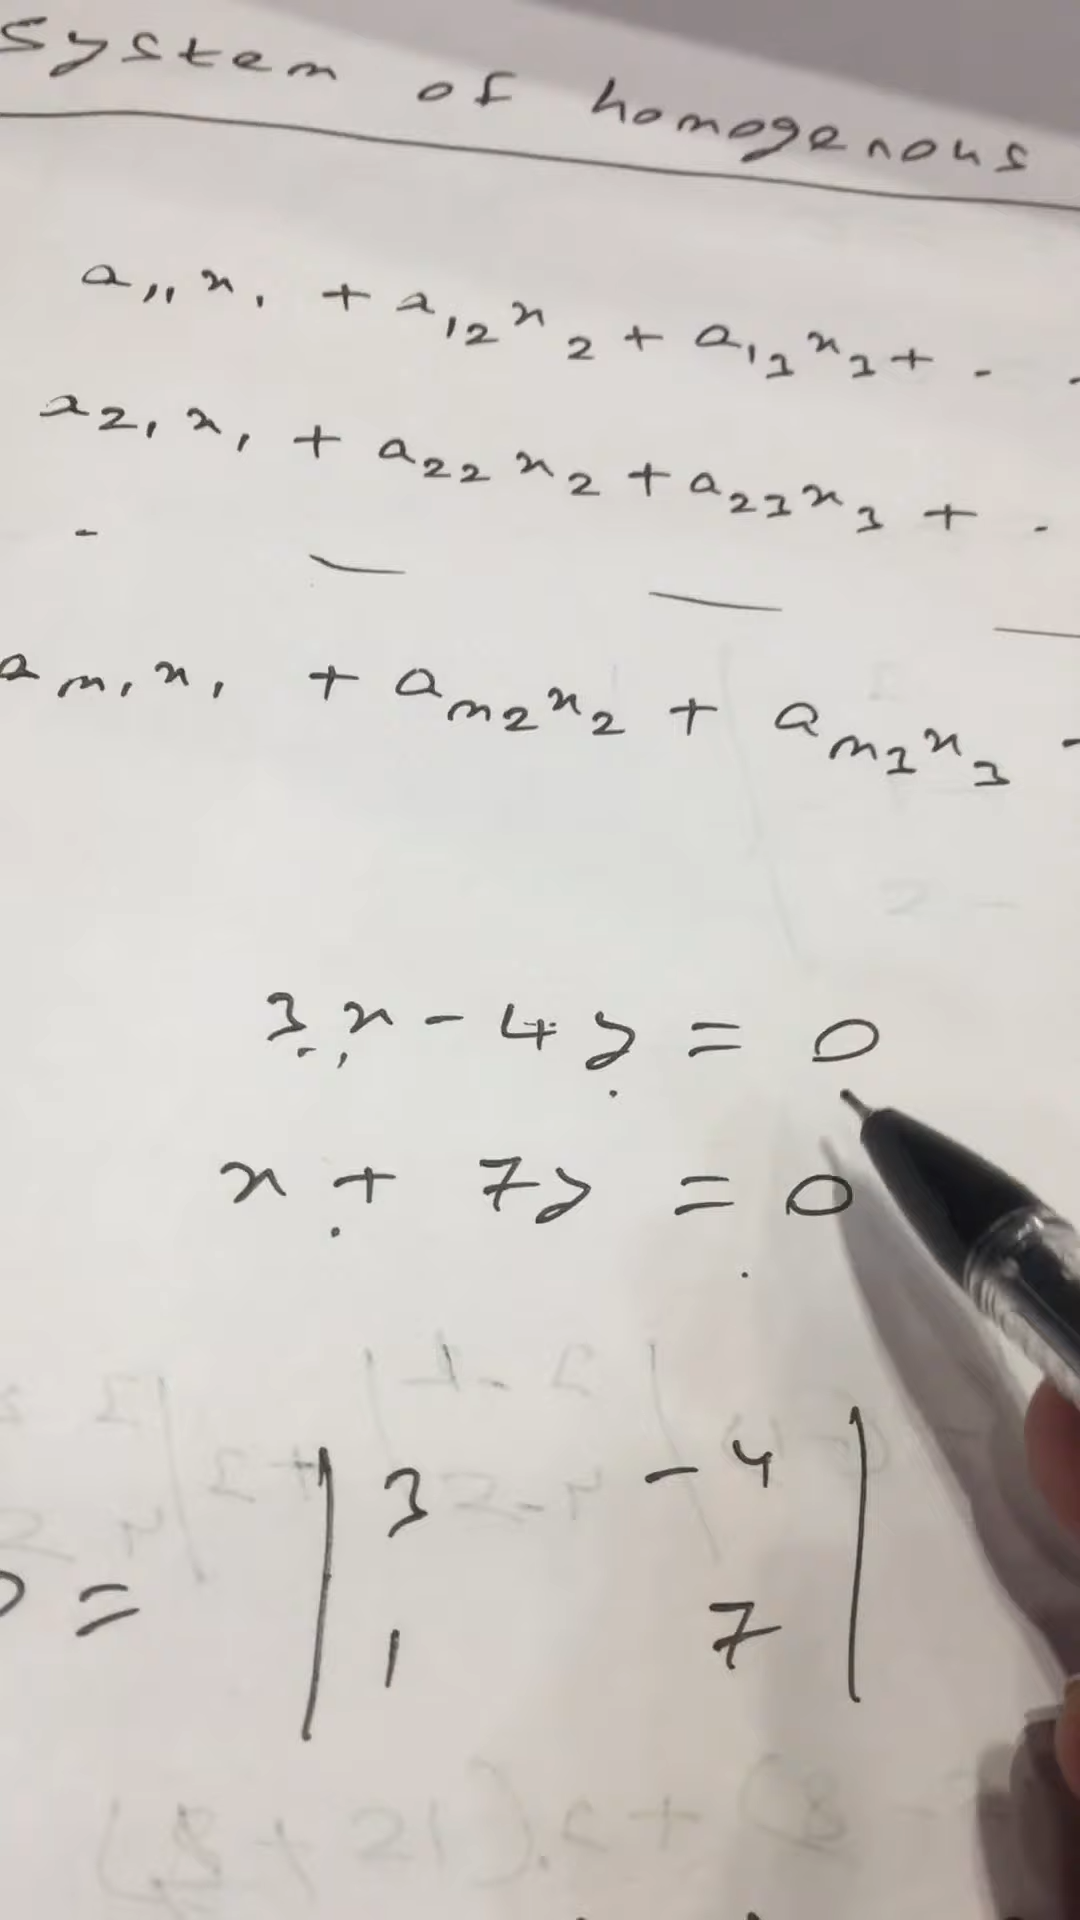 system of homogenous
a₁₁x₁ + a₁₂x₂ + a₁₃x₃ + .
a₂₁x₁ + a₂₂x₂ + a₂₃x₃ + .
aₘ₁x₁ + aₘ₂x₂ + aₘ₃x₃
3x - 4y = 0
x + 7y = 0
| 3 -4 |
=
| 1 7 |